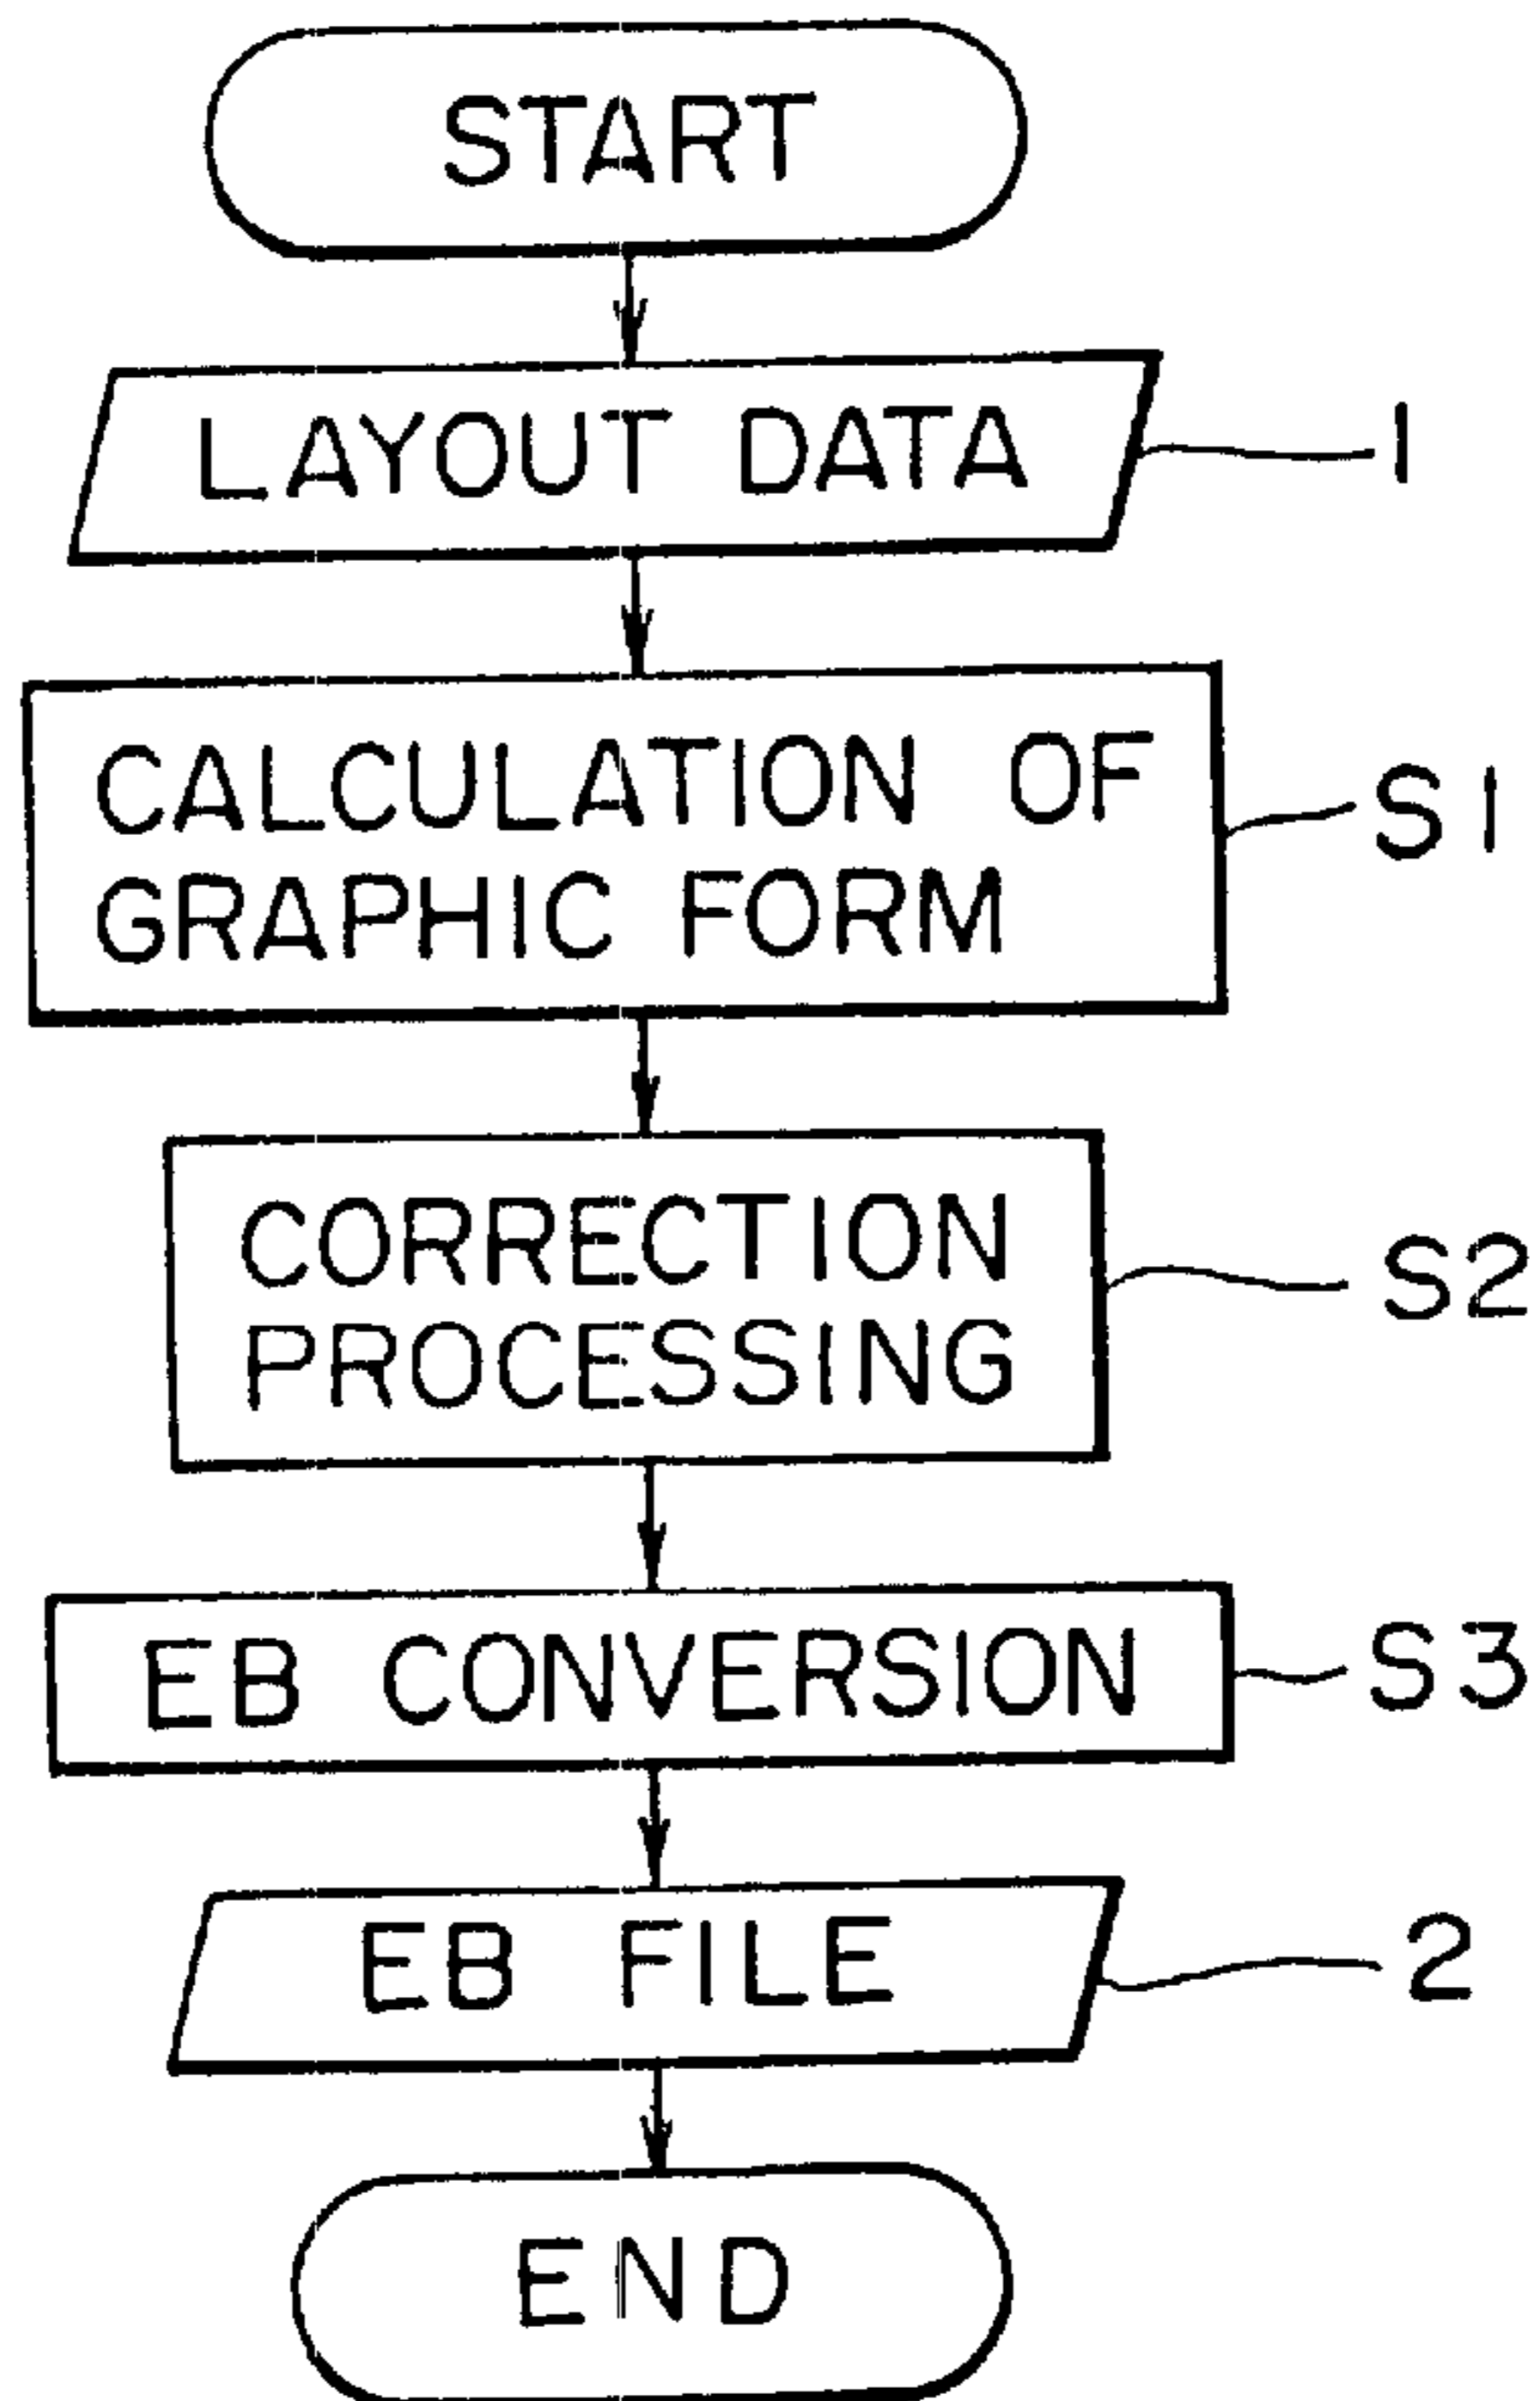 START
LAYOUT DATA
1
CALCULATION OF
GRAPHIC FORM
S1
CORRECTION
PROCESSING
S2
EB CONVERSION
S3
EB FILE
2
END